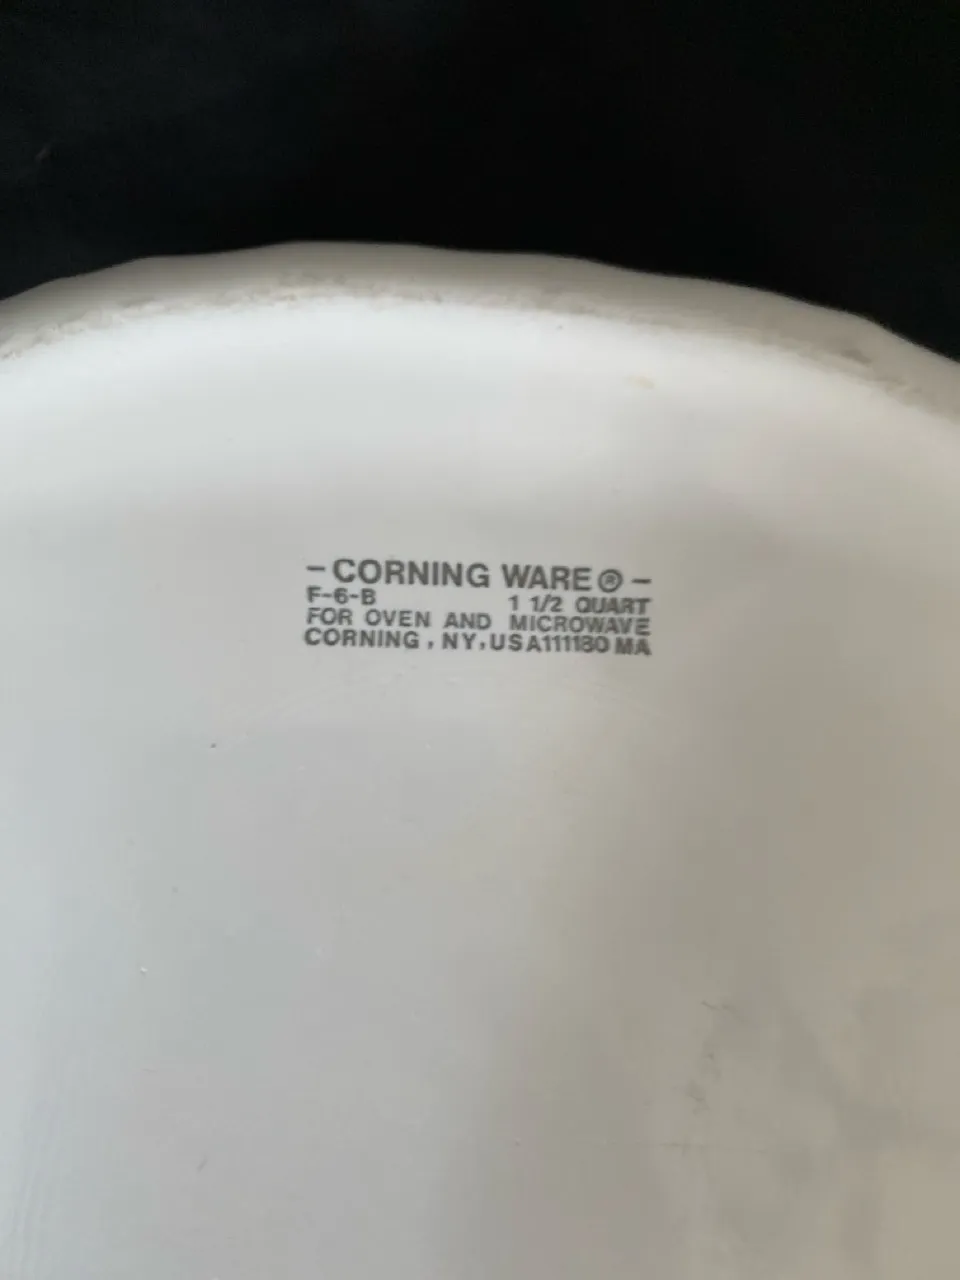 -CORNING WARE®-
F-6-B 1 1/2 QUART
FOR OVEN AND MICROWAVE
CORNING, NY, USA111180 MA